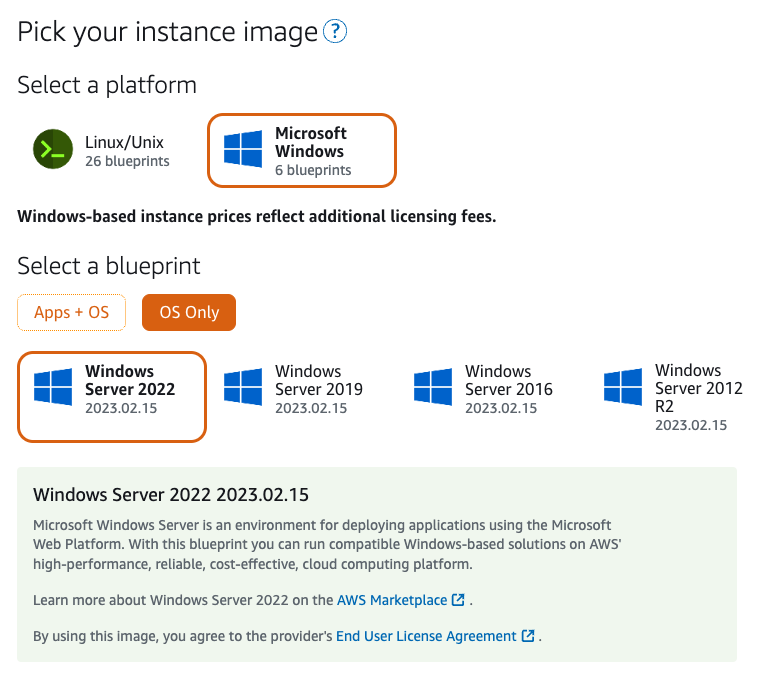 Pick your instance image ?
Select a platform
Linux/Unix
26 blueprints
Microsoft
Windows
6 blueprints
Windows-based instance prices reflect additional licensing fees.
Select a blueprint
Apps + OS
OS Only
Windows
Server 2022
2023.02.15
Windows
Server 2019
2023.02.15
Windows
Server 2016
2023.02.15
Windows
Server 2012
R2
2023.02.15
Windows Server 2022 2023.02.15
Microsoft Windows Server is an environment for deploying applications using the Microsoft
Web Platform. With this blueprint you can run compatible Windows-based solutions on AWS'
high-performance, reliable, cost-effective, cloud computing platform.
Learn more about Windows Server 2022 on the AWS Marketplace .
By using this image, you agree to the provider's End User License Agreement .